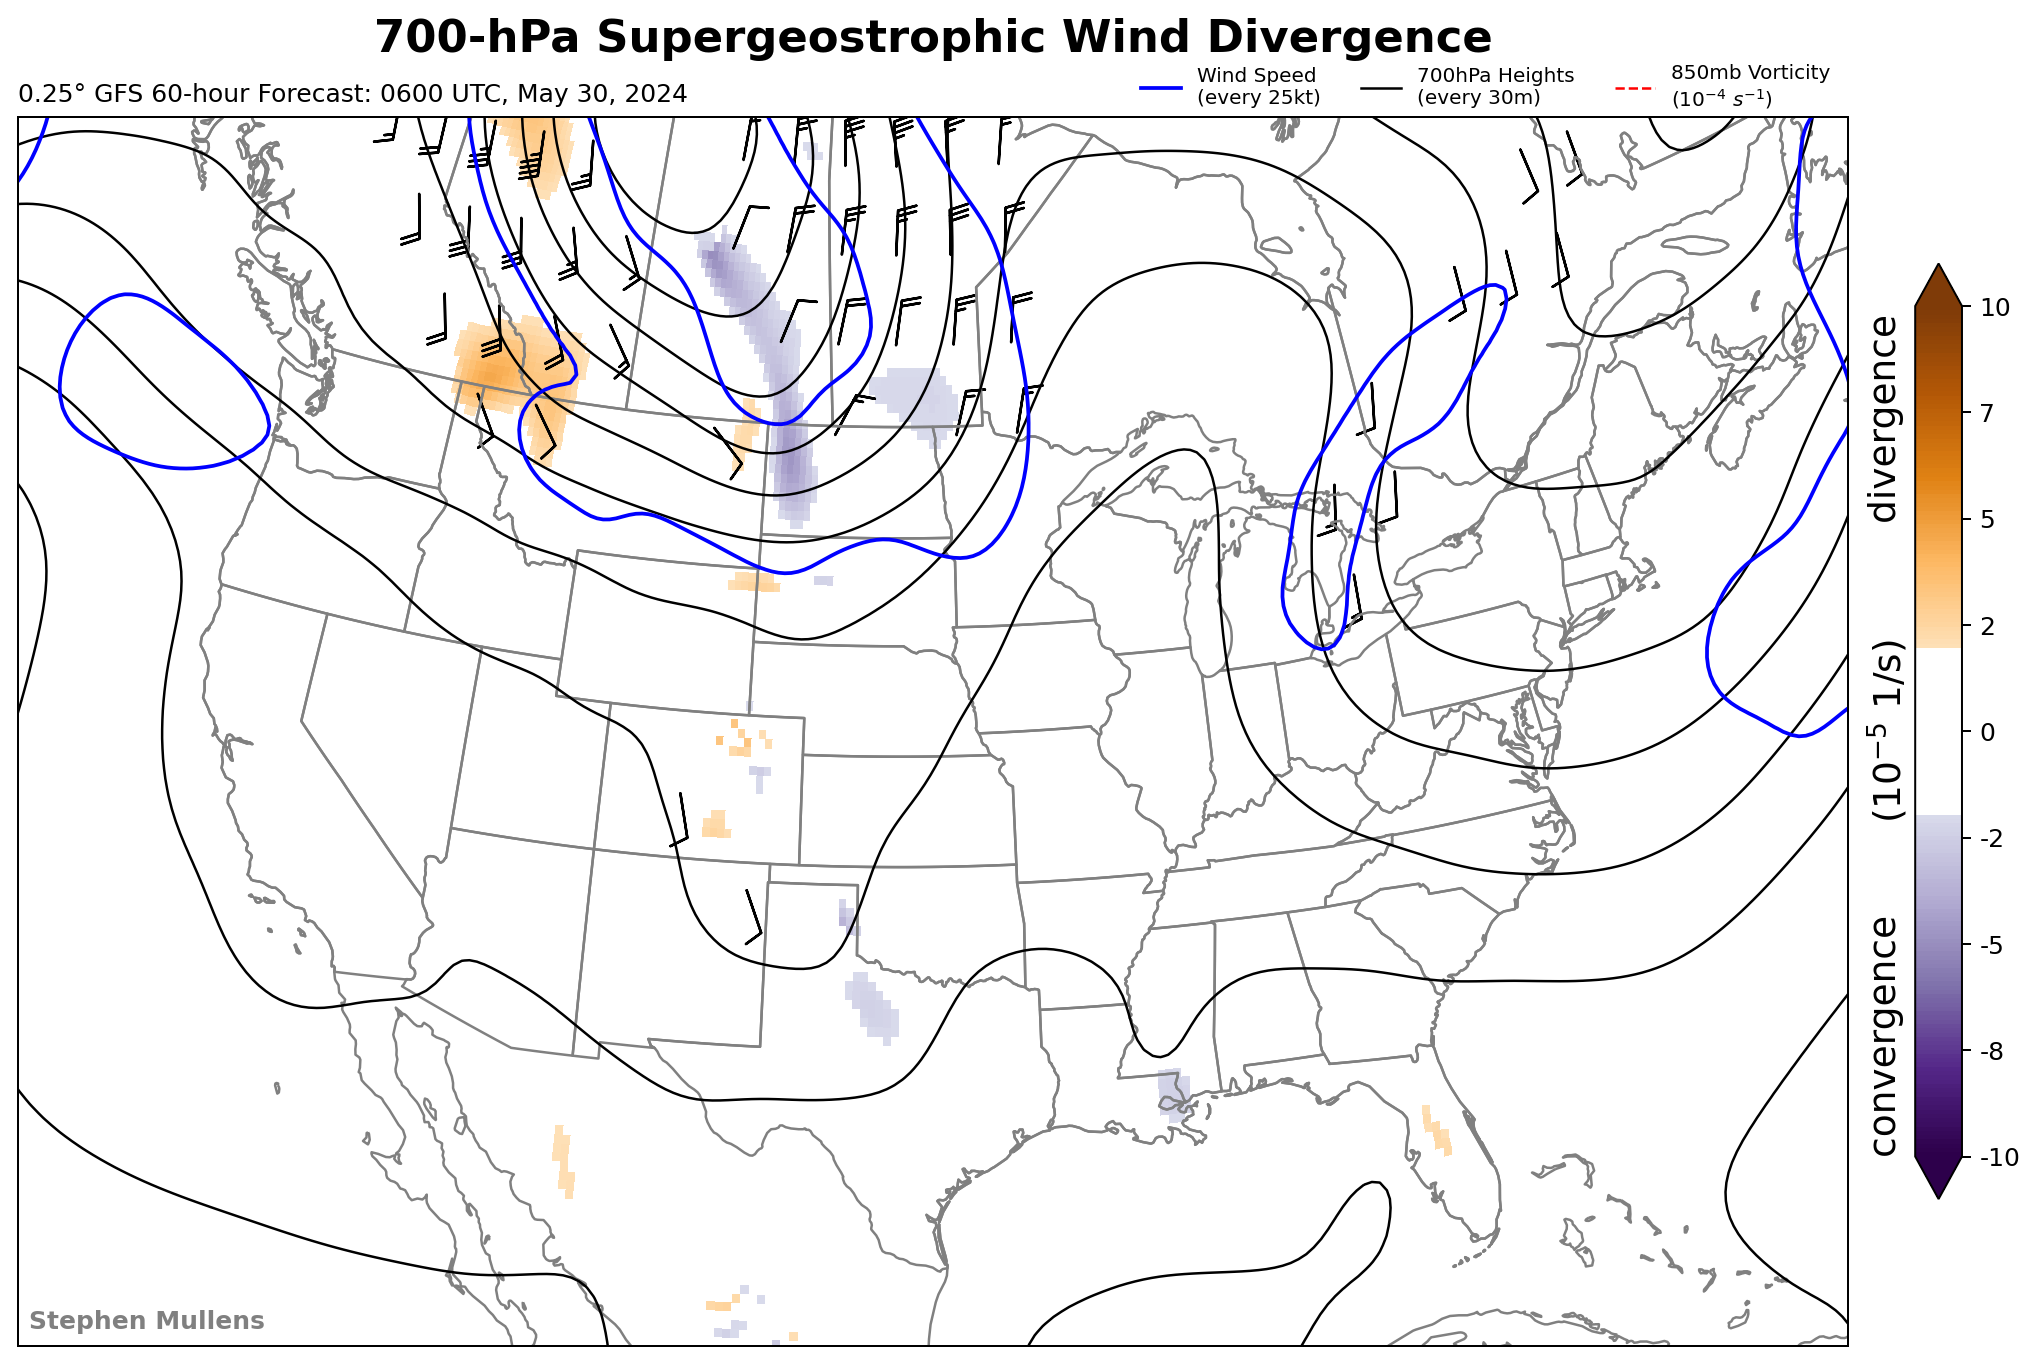 700-hPa Supergeostrophic Wind Divergence
0.25° GFS 60-hour Forecast: 0600 UTC, May 30, 2024
Wind Speed
(every 25kt)
700hPa Heights
(every 30m)
850mb Vorticity
(10⁻⁴ s⁻¹)
10
7
5
2
0
-2
-5
-8
-10
convergence (10⁻⁵ 1/s) divergence
Stephen Mullens